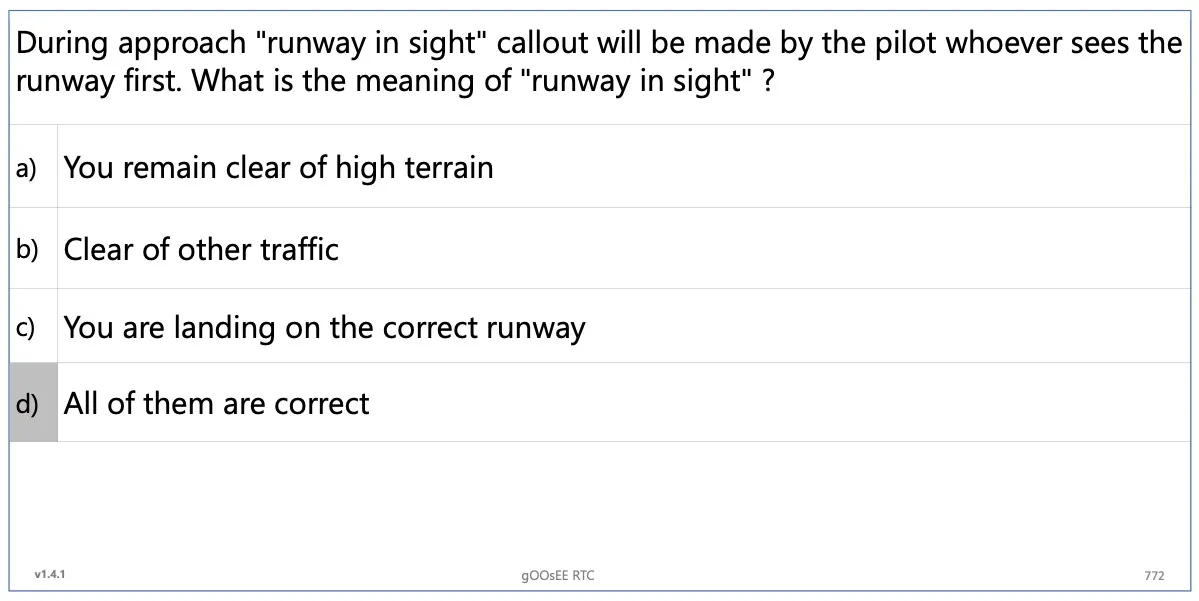 During approach "runway in sight" callout will be made by the pilot whoever sees the
runway first. What is the meaning of "runway in sight" ?
a) You remain clear of high terrain
b) Clear of other traffic
c) You are landing on the correct runway
d) All of them are correct
v1.4.1 gOOsEE RTC 772